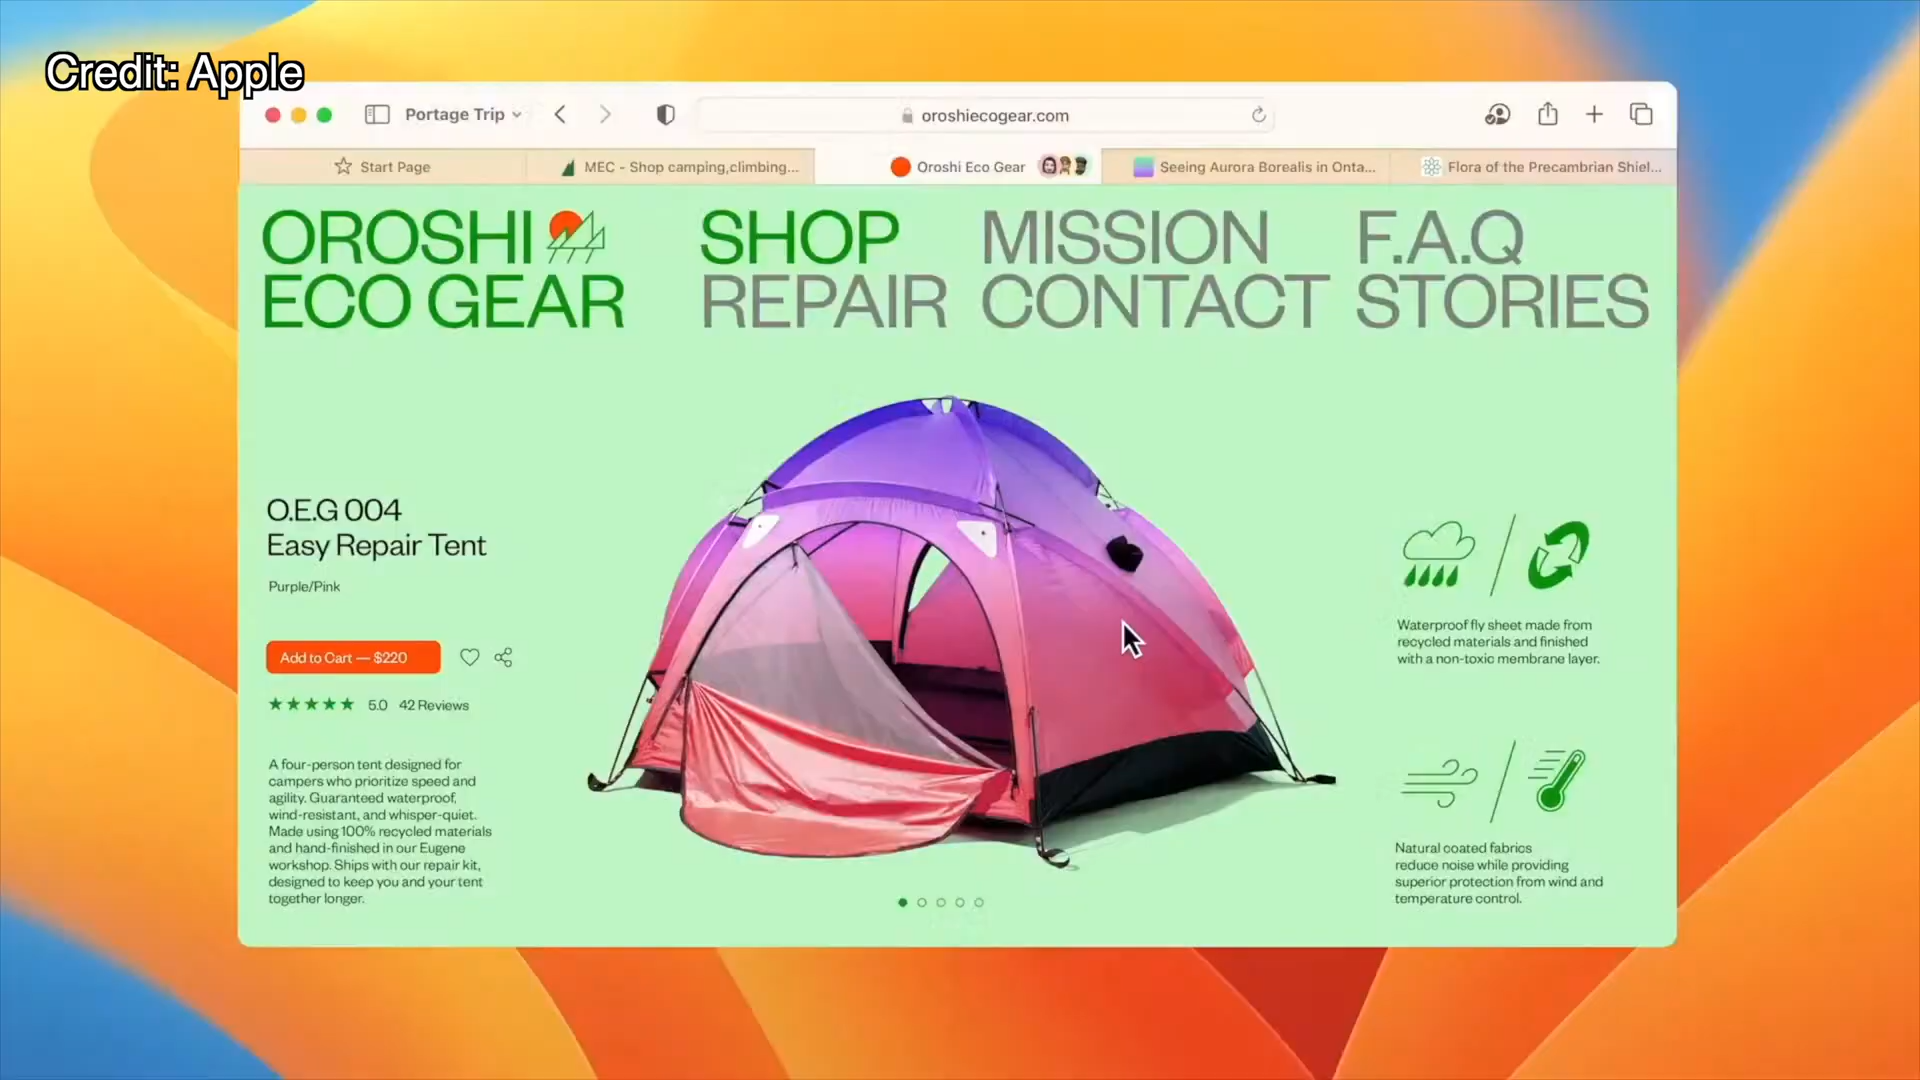 Credit: Apple
Portage Trip
oroshiecogear.com
Start Page
MEC - Shop camping,climbing...
Oroshi Eco Gear
Seeing Aurora Borealis in Onta...
Flora of the Precambrian Shiel...
OROSHI
ECO GEAR
SHOP
REPAIR
MISSION
CONTACT
F.A.Q
STORIES
O.E.G 004
Easy Repair Tent
Purple/Pink
Add to Cart — $220
5.0 42 Reviews
A four-person tent designed for
campers who prioritize speed and
agility. Guaranteed waterproof,
wind-resistant, and whisper-quiet.
Made using 100% recycled materials
and hand-finished in our Eugene
workshop. Ships with our repair kit,
designed to keep you and your tent
together longer.
Waterproof fly sheet made from
recycled materials and finished
with a non-toxic membrane layer.
Natural coated fabrics
reduce noise while providing
superior protection from wind and
temperature control.